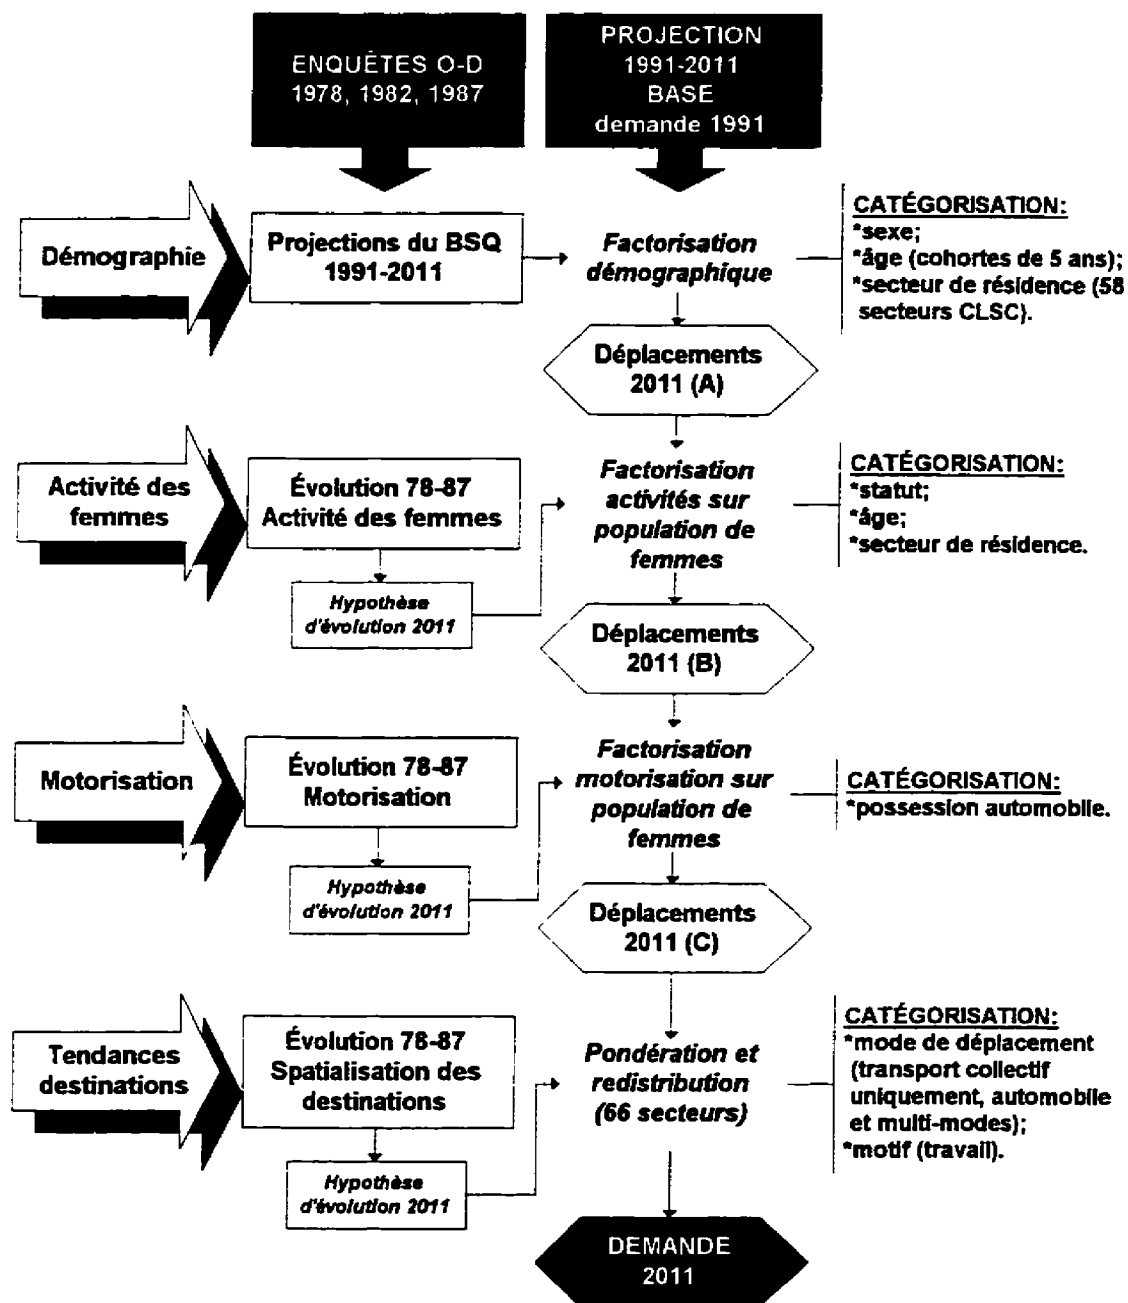 ENQUÊTES O-D
1978, 1982, 1987
PROJECTION
1991-2011
BASE
demande 1991
Démographie
Projections du BSQ
1991-2011
Factorisation
démographique
CATÉGORISATION:
*sexe;
*âge (cohortes de 5 ans);
*secteur de résidence (58
secteurs CLSC).
Déplacements
2011 (A)
Activité des
femmes
Évolution 78-87
Activité des femmes
Hypothèse
d'évolution 2011
Factorisation
activités sur
population de
femmes
CATÉGORISATION:
*statut;
*âge;
*secteur de résidence.
Déplacements
2011 (B)
Motorisation
Évolution 78-87
Motorisation
Hypothèse
d'évolution 2011
Factorisation
motorisation sur
population de
femmes
CATÉGORISATION:
*possession automobile.
Déplacements
2011 (C)
Tendances
destinations
Évolution 78-87
Spatialisation des
destinations
Hypothèse
d'évolution 2011
Pondération et
redistribution
(66 secteurs)
CATÉGORISATION:
*mode de déplacement
(transport collectif
uniquement, automobile
et multi-modes);
*motif (travail).
DEMANDE
2011